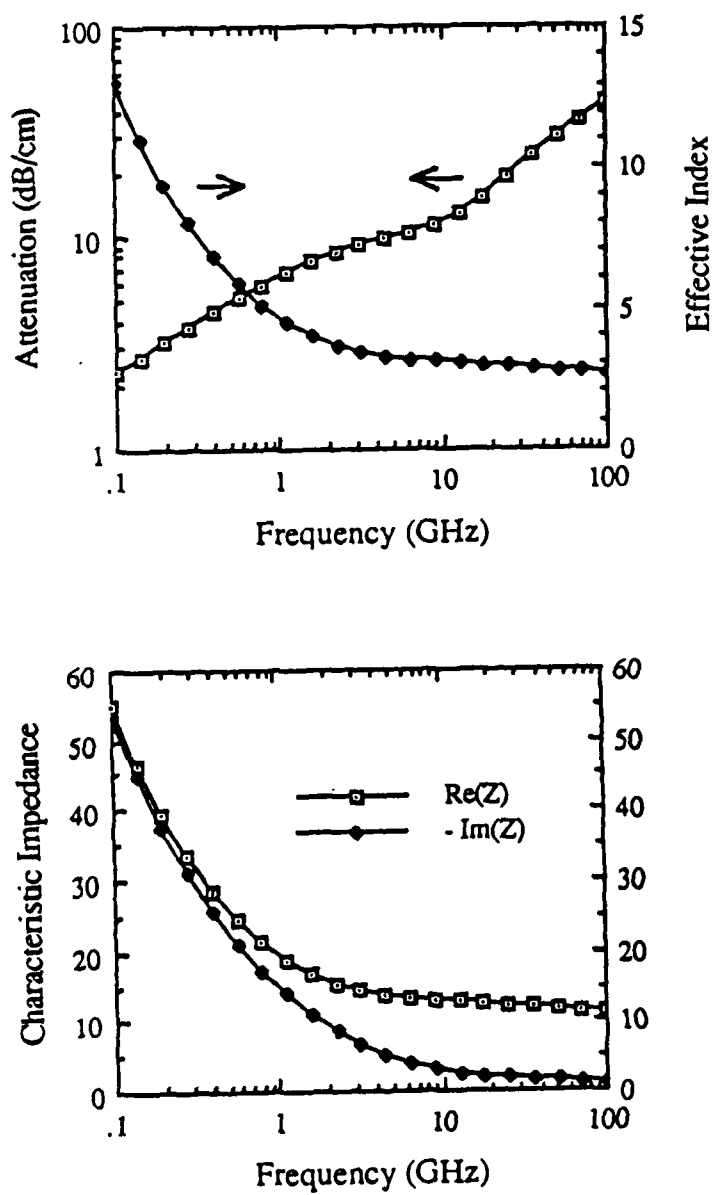 100
10
1
Attenuation (dB/cm)
15
10
5
0
Effective Index
.1 1 10 100
Frequency (GHz)
60
50
40
30
20
10
0
Characteristic Impedance
Re(Z)
- Im(Z)
60
50
40
30
20
10
0
.1 1 10 100
Frequency (GHz)